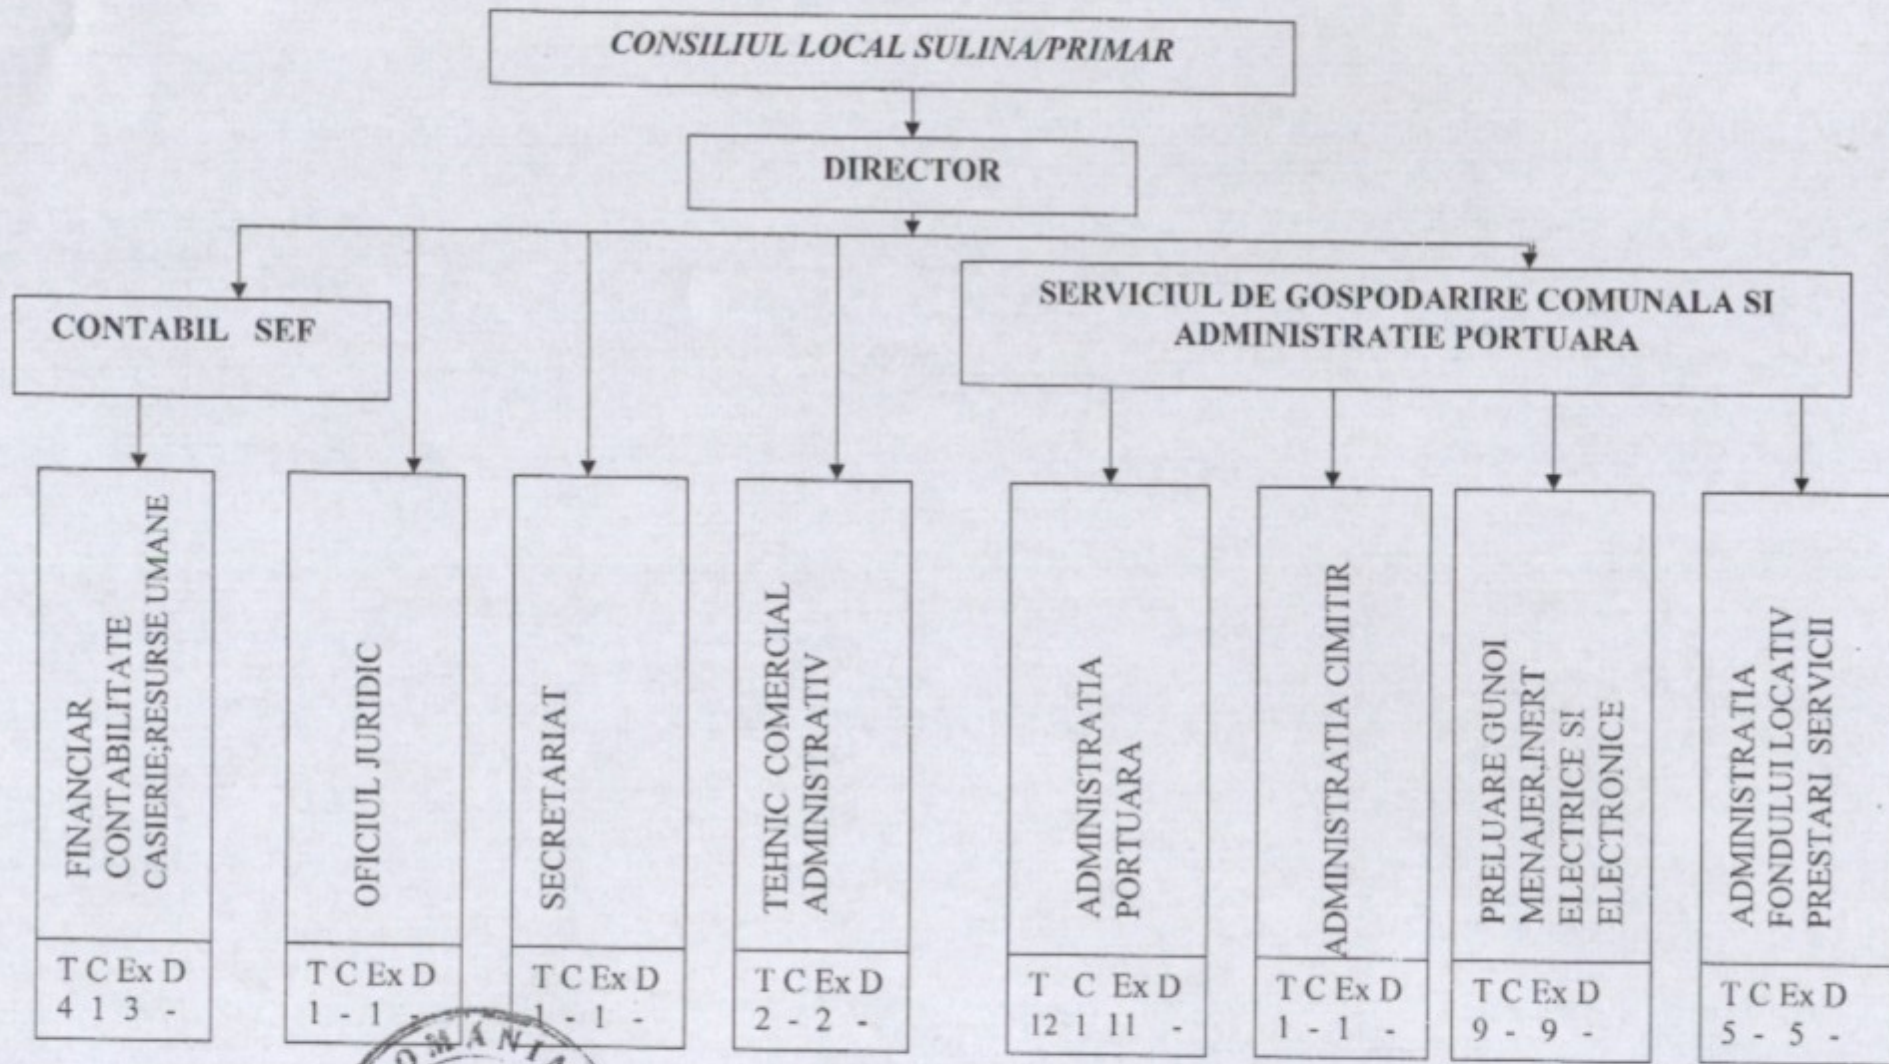 CONSILIUL LOCAL SULINA/PRIMAR
DIRECTOR
CONTABIL SEF
SERVICIUL DE GOSPODARIRE COMUNALA SI
ADMINISTRATIE PORTUARA
FINANCIAR
CONTABILITATE
CASIERIE;RESURSE UMANE
T C Ex D
4 1 3 -
OFICIUL JURIDIC
T C Ex D
1 - 1 -
SECRETARIAT
T C Ex D
1 - 1 -
TEHNIC COMERCIAL
ADMINISTRATIV
T C Ex D
2 - 2 -
ADMINISTRATIA
PORTUARA
T C Ex D
12 1 11 -
ADMINISTRATIA CIMITIR
T C Ex D
1 - 1 -
PRELUARE GUNOI
MENAJER,INERT
ELECTRICE SI
ELECTRONICE
T C Ex D
9 - 9 -
ADMINISTRATIA
FONDULUI LOCATIV
PRESTARI SERVICII
T C Ex D
5 - 5 -
OMÂNIA